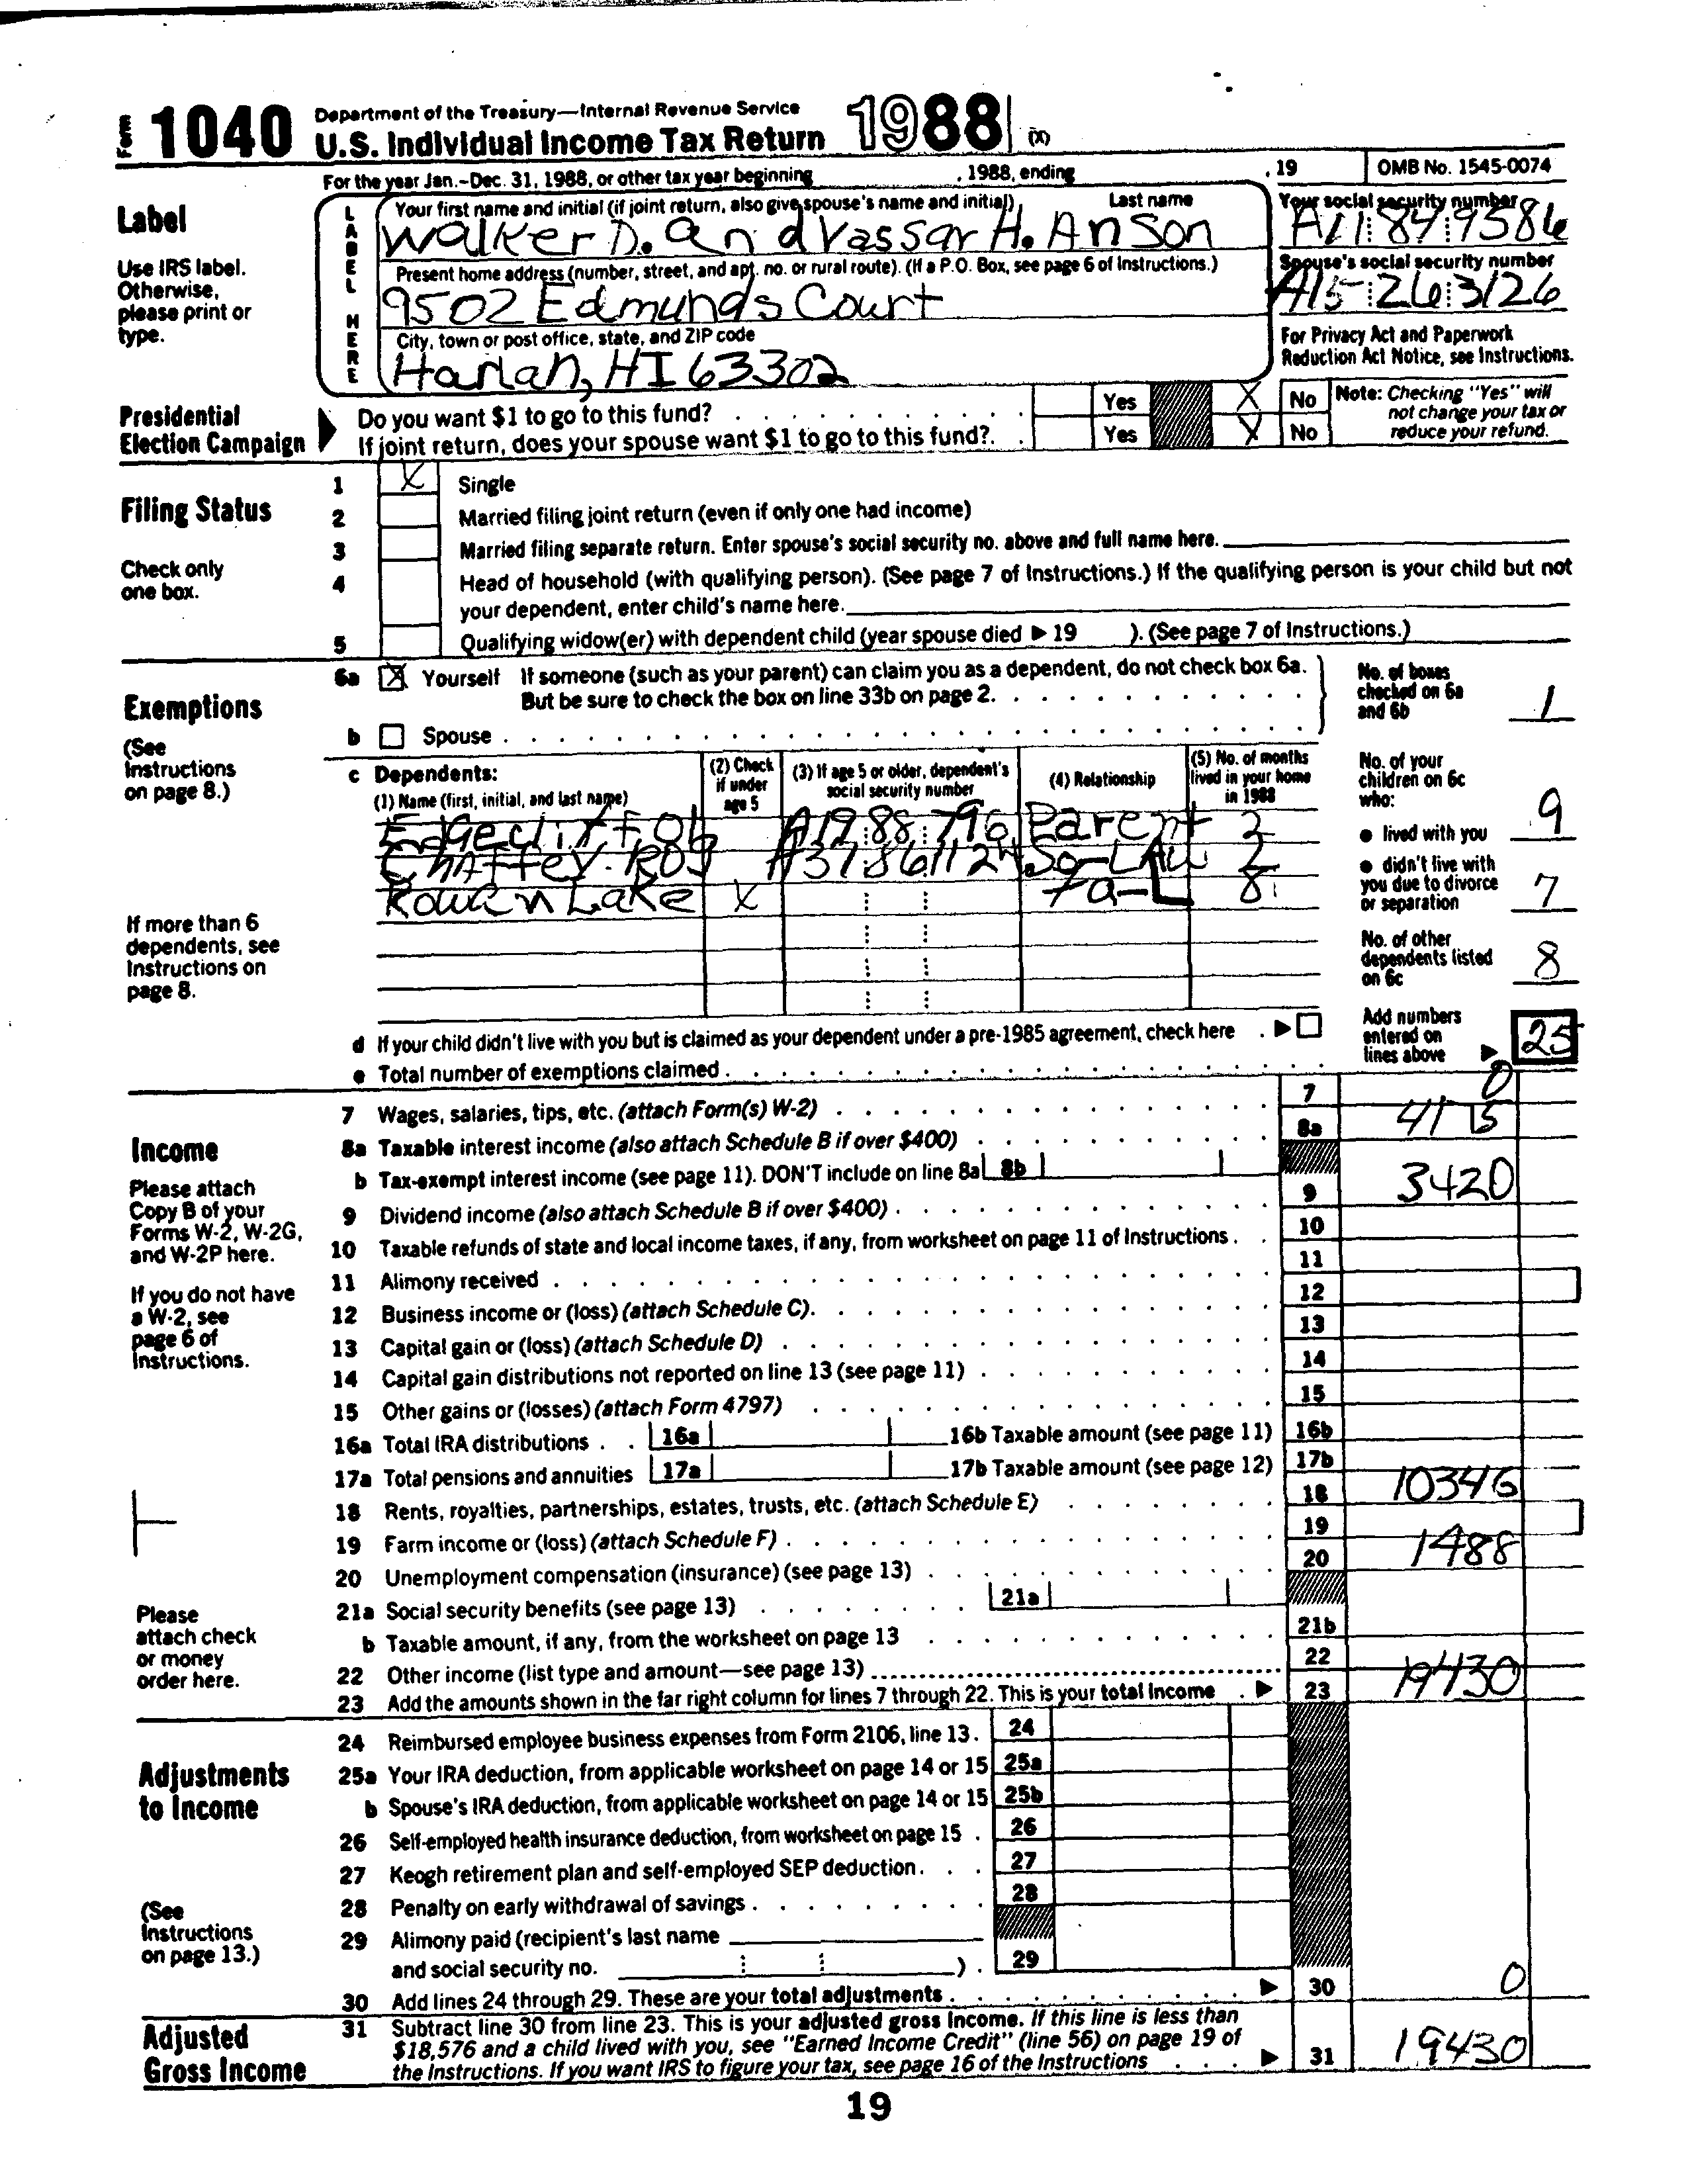 Form 1040 Department of the Treasury—Internal Revenue Service
U.S. Individual Income Tax Return 1988 (X)
For the year Jan.-Dec. 31, 1988, or other tax year beginning , 1988, ending , 19 OMB No. 1545-0074
Label
Use IRS label.
Otherwise,
please print or
type.
LABEL HERE
Your first name and initial (if joint return, also give spouse's name and initial) Last name
Walker D. and Vassar H. Anson
Your social security number
A11 84 9586
Present home address (number, street, and apt. no. or rural route). (If a P.O. Box, see page 6 of Instructions.)
9502 Edmunds Court
Spouse's social security number
A15 26 3126
City, town or post office, state, and ZIP code
Harlan, HI 63302
For Privacy Act and Paperwork
Reduction Act Notice, see Instructions.
Presidential
Election Campaign
Do you want $1 to go to this fund? Yes X No
If joint return, does your spouse want $1 to go to this fund? Yes X No
Note: Checking "Yes" will
not change your tax or
reduce your refund.
Filing Status
Check only
one box.
1 X Single
2 Married filing joint return (even if only one had income)
3 Married filing separate return. Enter spouse's social security no. above and full name here.
4 Head of household (with qualifying person). (See page 7 of Instructions.) If the qualifying person is your child but not
your dependent, enter child's name here.
5 Qualifying widow(er) with dependent child (year spouse died ▶ 19 ). (See page 7 of Instructions.)
Exemptions
(See
Instructions
on page 8.)
If more than 6
dependents, see
Instructions on
page 8.
6a X Yourself If someone (such as your parent) can claim you as a dependent, do not check box 6a.
But be sure to check the box on line 33b on page 2.
b Spouse
No. of boxes
checked on 6a
and 6b 1
c Dependents:
(1) Name (first, initial, and last name)
(2) Check
if under
age 5
(3) If age 5 or older, dependent's
social security number
(4) Relationship
(5) No. of months
lived in your home
in 1988
A19 88 796 Parent 2
Chaffey Roy 2
Rowan Lake X Fa-L 8
No. of your
children on 6c
who:
● lived with you 9
● didn't live with
you due to divorce
or separation 7
No. of other
dependents listed
on 6c 8
d If your child didn't live with you but is claimed as your dependent under a pre-1985 agreement, check here ▶
e Total number of exemptions claimed
Add numbers
entered on
lines above ▶ 25
Income
Please attach
Copy B of your
Forms W-2, W-2G,
and W-2P here.
If you do not have
a W-2, see
page 6 of
Instructions.
Please
attach check
or money
order here.
7 Wages, salaries, tips, etc. (attach Form(s) W-2) 7 0
8a Taxable interest income (also attach Schedule B if over $400) 8a 4175
b Tax-exempt interest income (see page 11). DON'T include on line 8a 8b
9 Dividend income (also attach Schedule B if over $400) 9 3420
10 Taxable refunds of state and local income taxes, if any, from worksheet on page 11 of Instructions 10
11 Alimony received 11
12 Business income or (loss) (attach Schedule C) 12
13 Capital gain or (loss) (attach Schedule D) 13
14 Capital gain distributions not reported on line 13 (see page 11) 14
15 Other gains or (losses) (attach Form 4797) 15
16a Total IRA distributions 16a 16b Taxable amount (see page 11) 16b
17a Total pensions and annuities 17a 17b Taxable amount (see page 12) 17b
18 Rents, royalties, partnerships, estates, trusts, etc. (attach Schedule E) 18 10346
19 Farm income or (loss) (attach Schedule F) 19
20 Unemployment compensation (insurance) (see page 13) 20 1488
21a Social security benefits (see page 13) 21a
b Taxable amount, if any, from the worksheet on page 13 21b
22 Other income (list type and amount—see page 13) 22
23 Add the amounts shown in the far right column for lines 7 through 22. This is your total income ▶ 23 19430
Adjustments
to Income
(See
Instructions
on page 13.)
24 Reimbursed employee business expenses from Form 2106, line 13 24
25a Your IRA deduction, from applicable worksheet on page 14 or 15 25a
b Spouse's IRA deduction, from applicable worksheet on page 14 or 15 25b
26 Self-employed health insurance deduction, from worksheet on page 15 26
27 Keogh retirement plan and self-employed SEP deduction 27
28 Penalty on early withdrawal of savings 28
29 Alimony paid (recipient's last name
and social security no. ) 29
30 Add lines 24 through 29. These are your total adjustments ▶ 30 0
Adjusted
Gross Income
31 Subtract line 30 from line 23. This is your adjusted gross income. If this line is less than
$18,576 and a child lived with you, see "Earned Income Credit" (line 56) on page 19 of
the Instructions. If you want IRS to figure your tax, see page 16 of the Instructions ▶ 31 19430
19